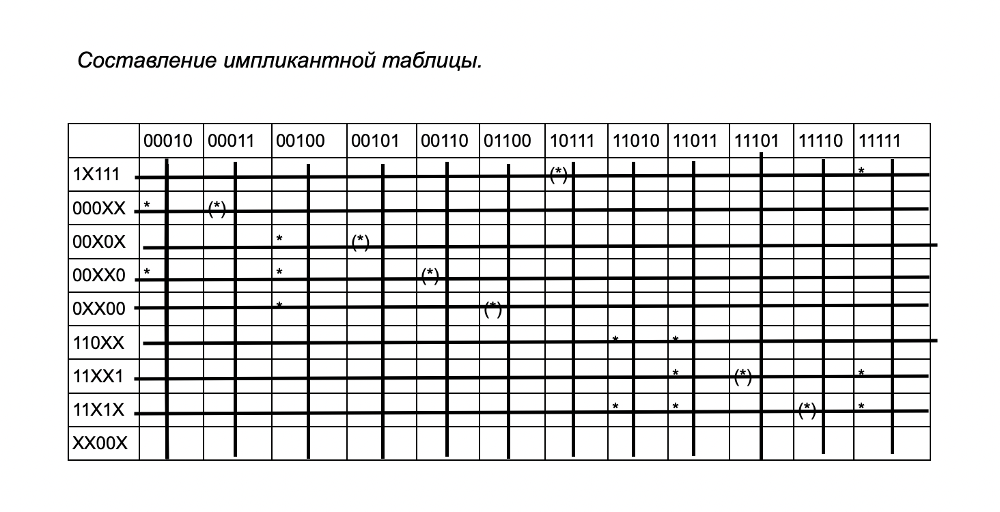 Составление импликантной таблицы.
00010 00011 00100 00101 00110 01100 10111 11010 11011 11101 11110 11111
1X111 (*) *
000XX * (*)
00X0X * (*)
00XX0 * * (*)
0XX00 * (*)
110XX * *
11XX1 * (*) *
11X1X * * (*) *
XX00X